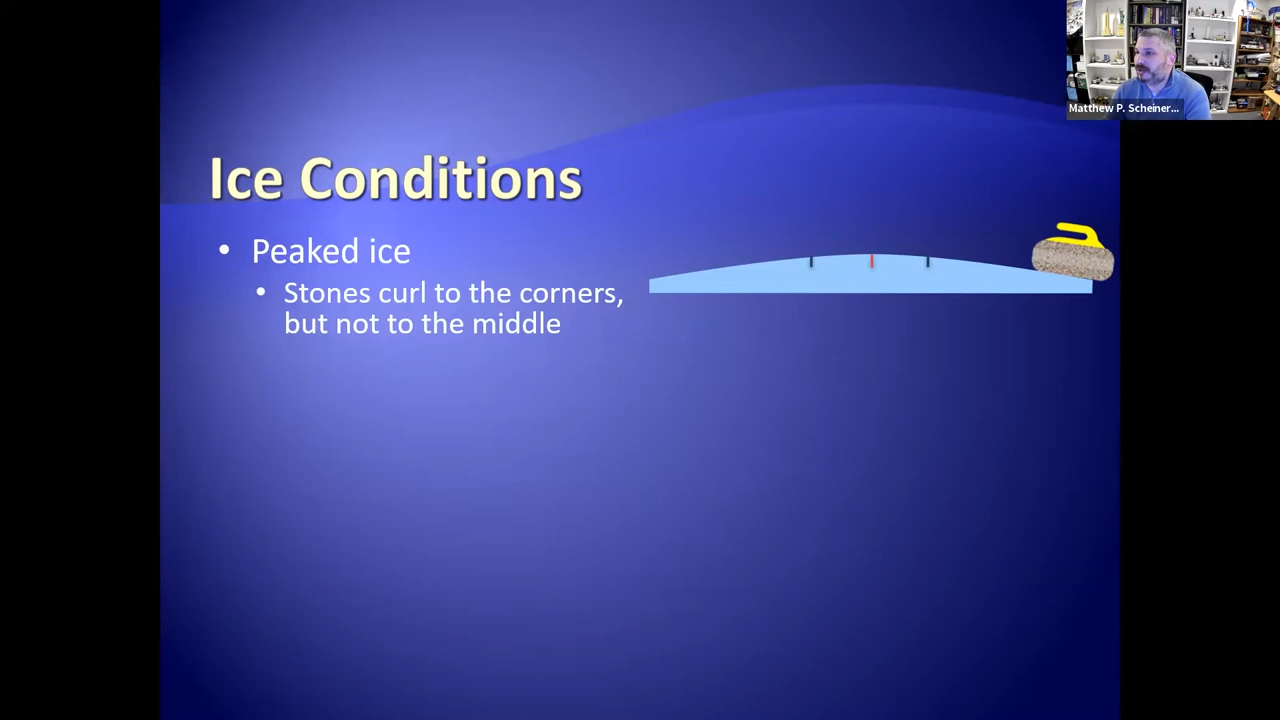 Matthew P. Scheiner...
Ice Conditions
• Peaked ice
• Stones curl to the corners,
but not to the middle